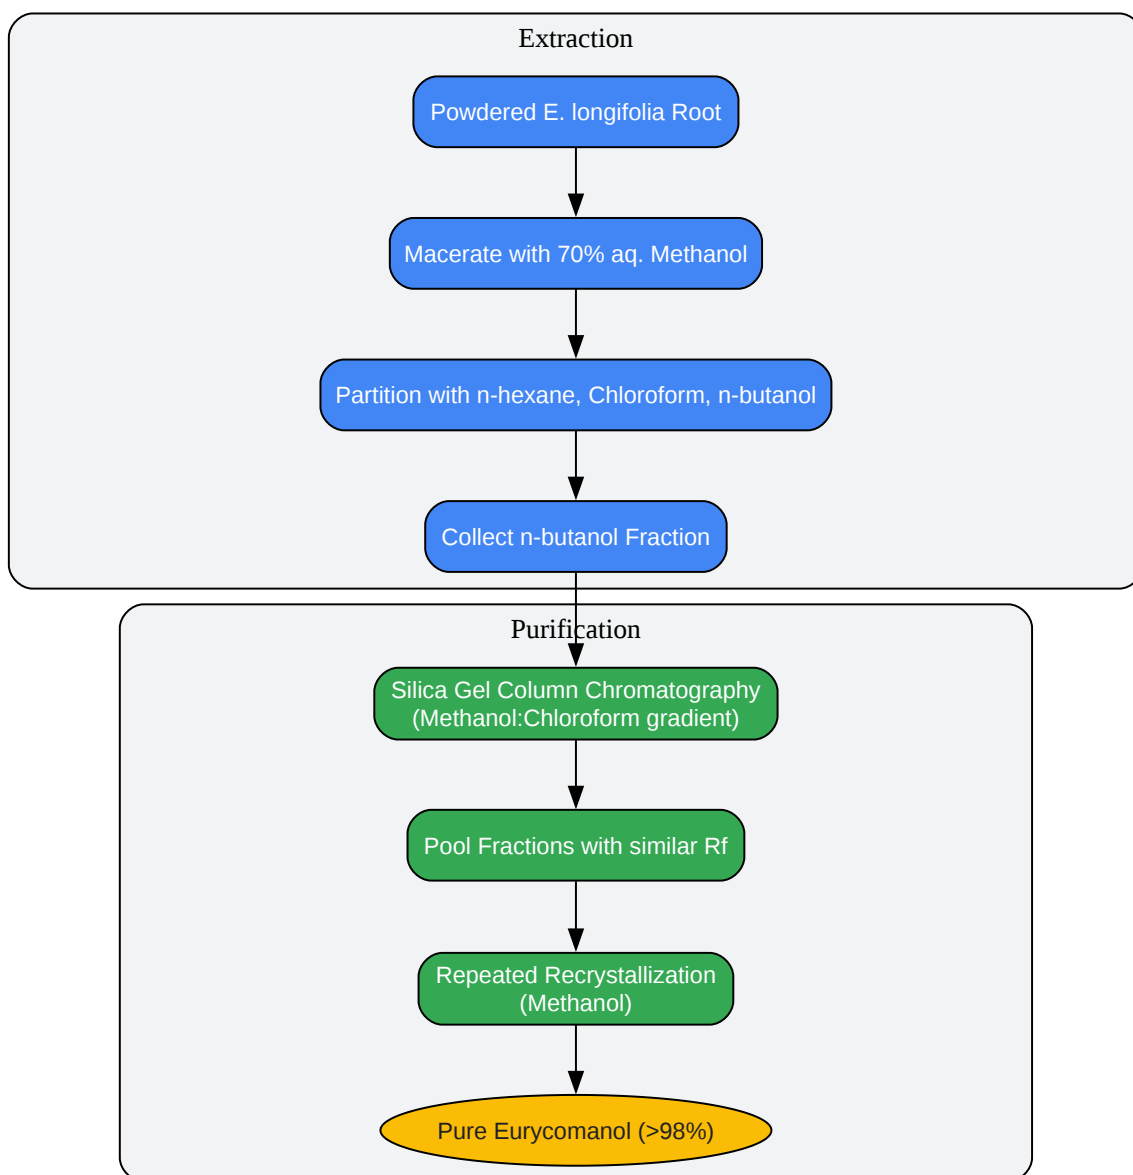 Extraction
Powdered E. longifolia Root
Macerate with 70% aq. Methanol
Partition with n-hexane, Chloroform, n-butanol
Collect n-butanol Fraction
Purification
Silica Gel Column Chromatography
(Methanol:Chloroform gradient)
Pool Fractions with similar Rf
Repeated Recrystallization
(Methanol)
Pure Eurycomanol (>98%)